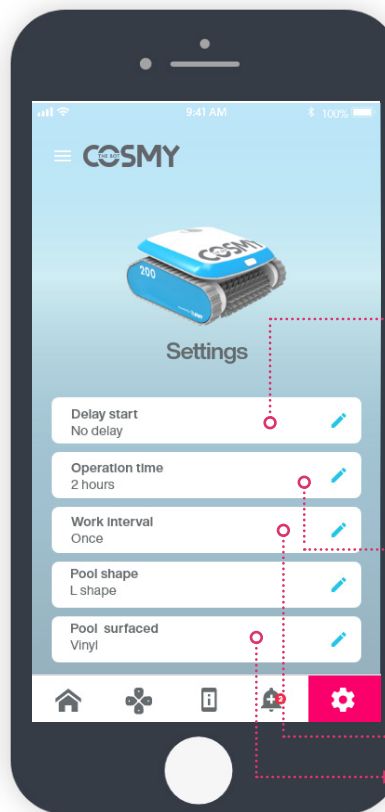 9:41 AM
100%
COSMY
THE BOT
COSMY
200
Settings
Delay start
No delay
Operation time
2 hours
Work interval
Once
Pool shape
L shape
Pool surfaced
Vinyl
3